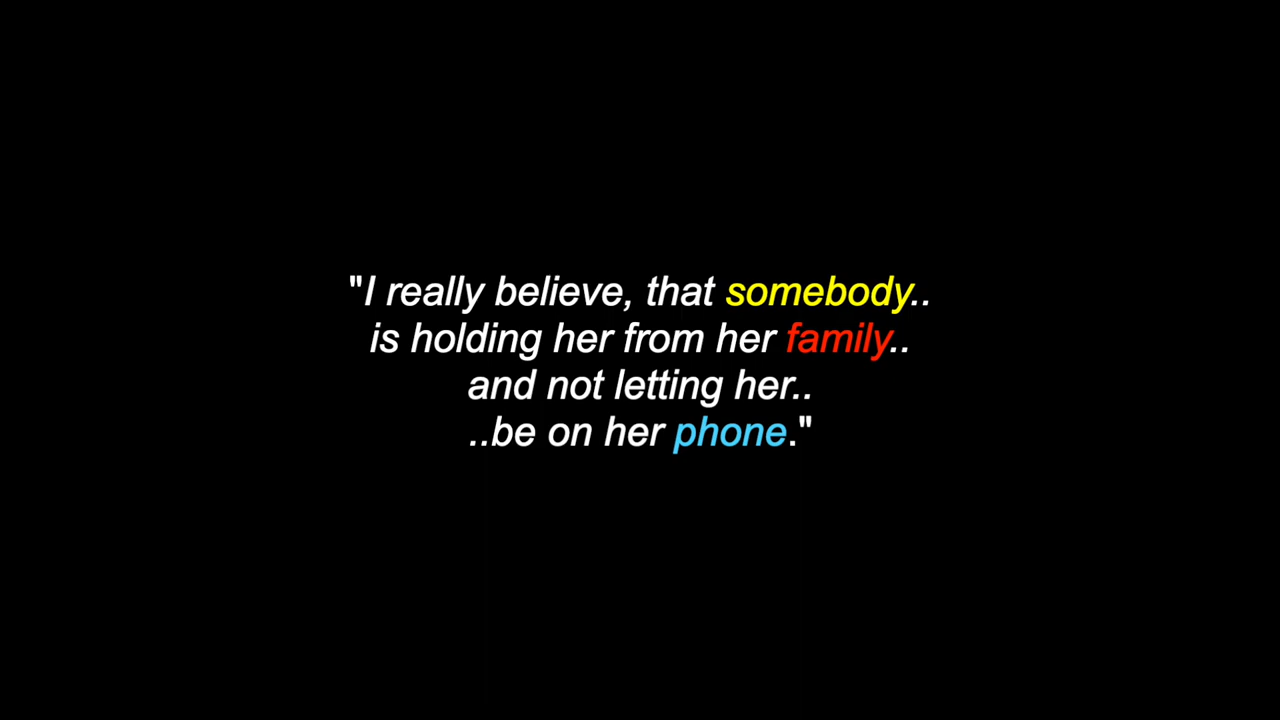 "I really believe, that somebody..
is holding her from her family..
and not letting her..
..be on her phone."